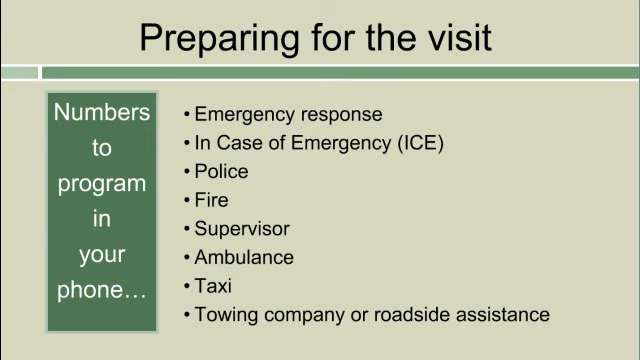 Preparing for the visit
Numbers
to
program
in
your
phone…
• Emergency response
• In Case of Emergency (ICE)
• Police
• Fire
• Supervisor
• Ambulance
• Taxi
• Towing company or roadside assistance